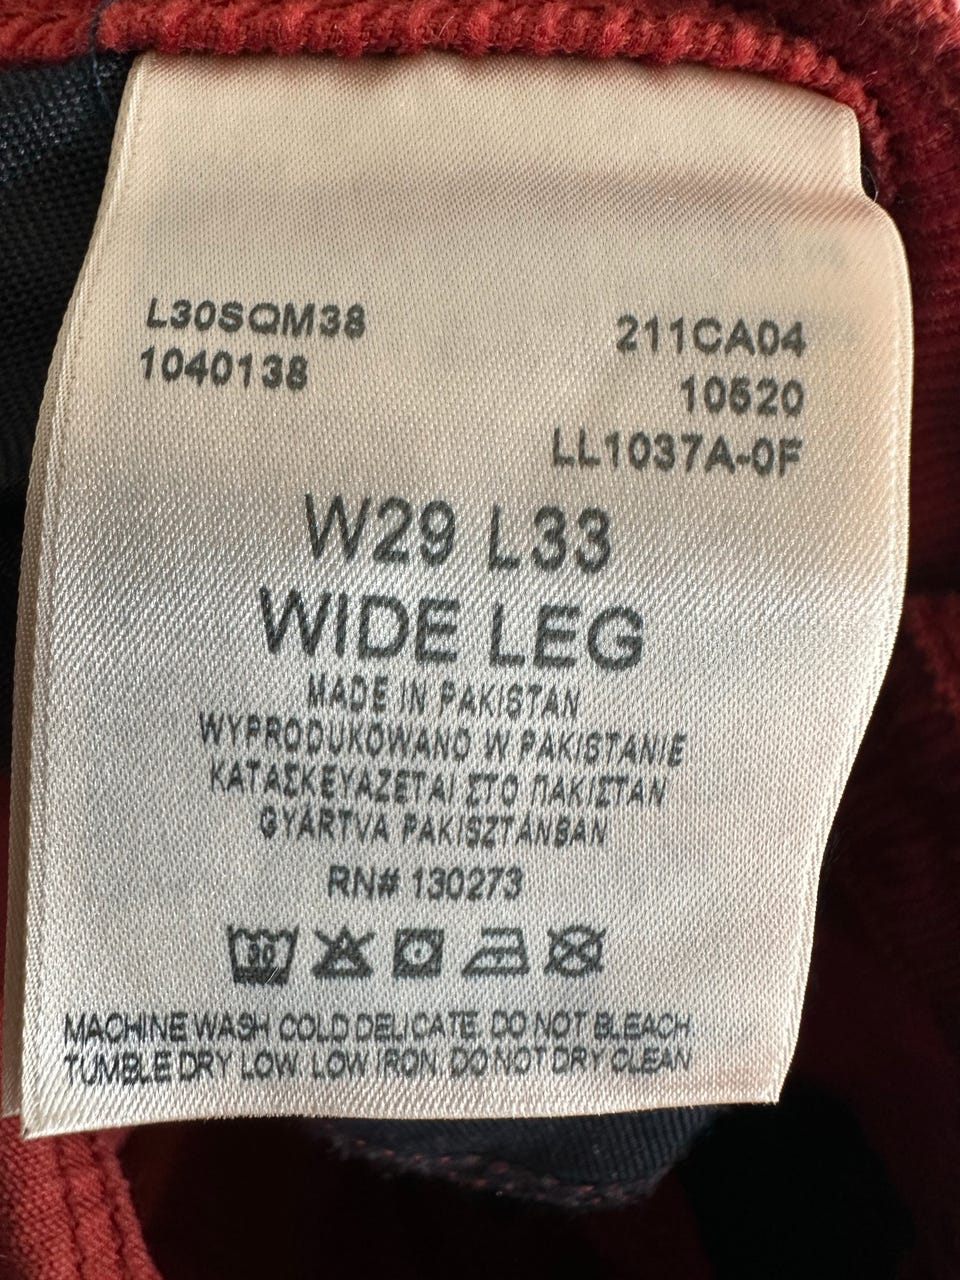 L30SQM38
1040138
211CA04
10520
LL1037A-0F
W29 L33
WIDE LEG
MADE IN PAKISTAN
WYPRODUKOWANO W PAKISTANIE
ΚΑΤΑΣΚΕΥΑΖΕΤΑΙ ΣΤΟ ΠΑΚΙΣΤΑΝ
GYÁRTVA PAKISZTÁNBAN
RN# 130273
30
MACHINE WASH COLD DELICATE. DO NOT BLEACH
TUMBLE DRY LOW. LOW IRON. DO NOT DRY CLEAN